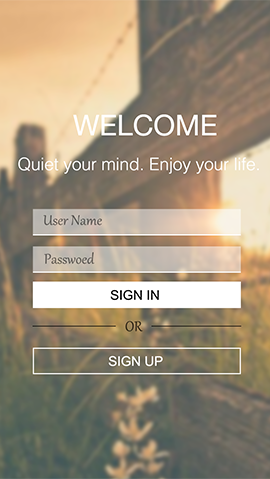 WELCOME
Quiet your mind. Enjoy your life.
User Name
Passwoed
SIGN IN
OR
SIGN UP